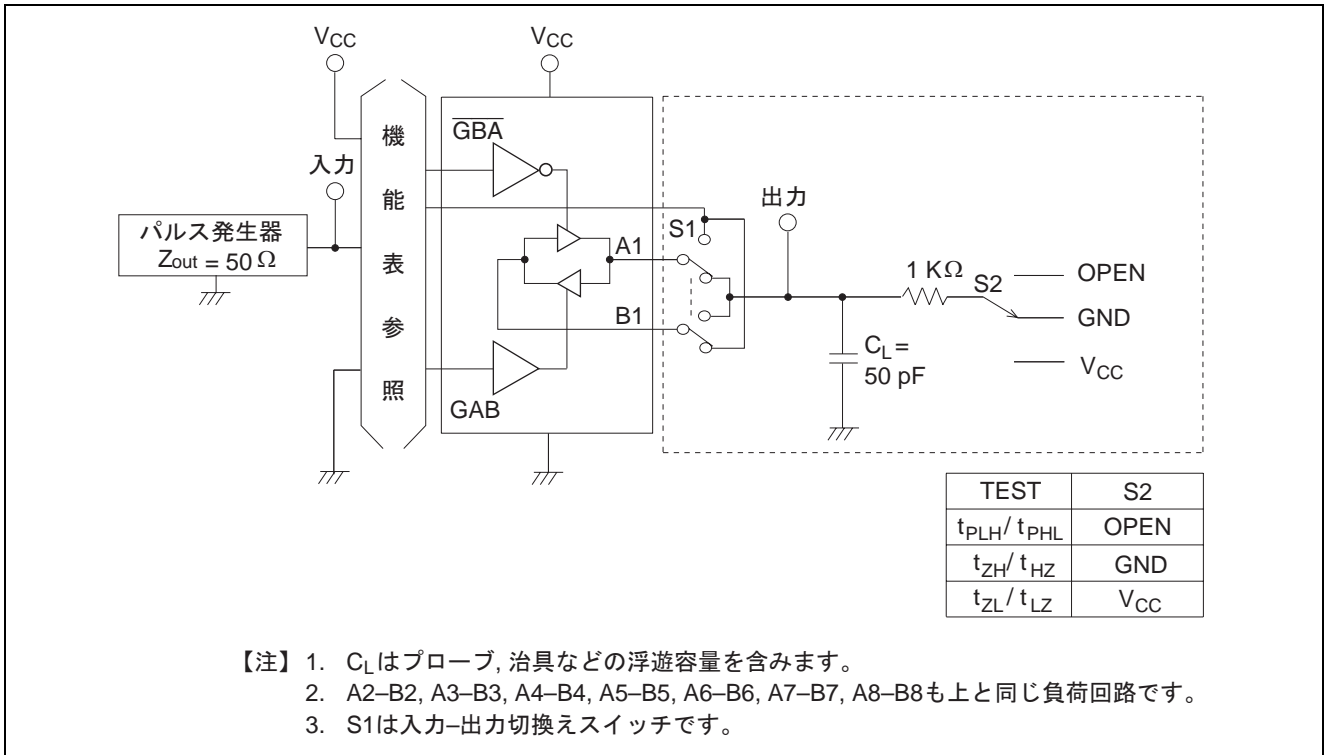 VCC
VCC
入力
パルス発生器
Zout = 50 Ω
機能表参照
GBA
GAB
A1
B1
S1
出力
1 KΩ
S2
OPEN
GND
VCC
CL =
50 pF
TEST S2
tPLH/ tPHL OPEN
tZH/ tHZ GND
tZL/ tLZ VCC
【注】 1. CLはプローブ, 治具などの浮遊容量を含みます。
2. A2–B2, A3–B3, A4–B4, A5–B5, A6–B6, A7–B7, A8–B8も上と同じ負荷回路です。
3. S1は入力–出力切換えスイッチです。